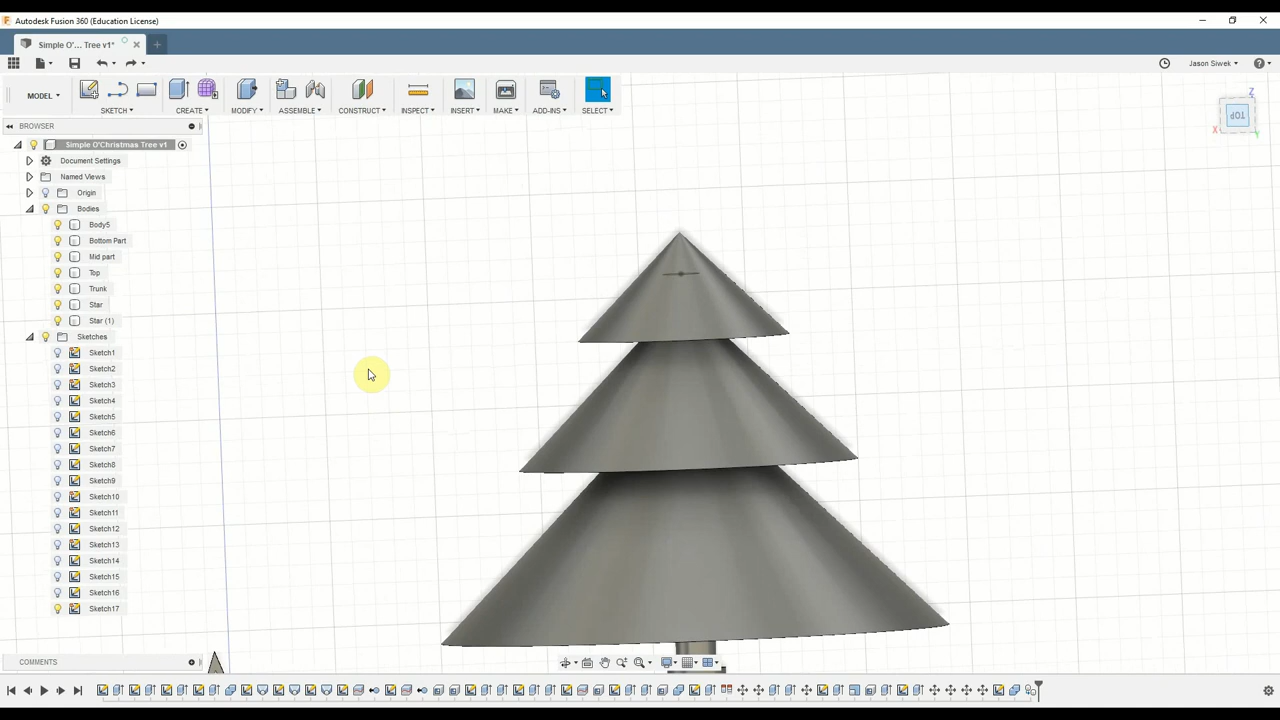 Autodesk Fusion 360 (Education License)
Simple O'... Tree v1*
Jason Siwek
MODEL
SKETCH
CREATE
MODIFY
ASSEMBLE
CONSTRUCT
INSPECT
INSERT
MAKE
ADD-INS
SELECT
Z
TOP
X
Y
BROWSER
Simple O'Christmas Tree v1
Document Settings
Named Views
Origin
Bodies
Body5
Bottom Part
Mid part
Top
Trunk
Star
Star (1)
Sketches
Sketch1
Sketch2
Sketch3
Sketch4
Sketch5
Sketch6
Sketch7
Sketch8
Sketch9
Sketch10
Sketch11
Sketch12
Sketch13
Sketch14
Sketch15
Sketch16
Sketch17
COMMENTS